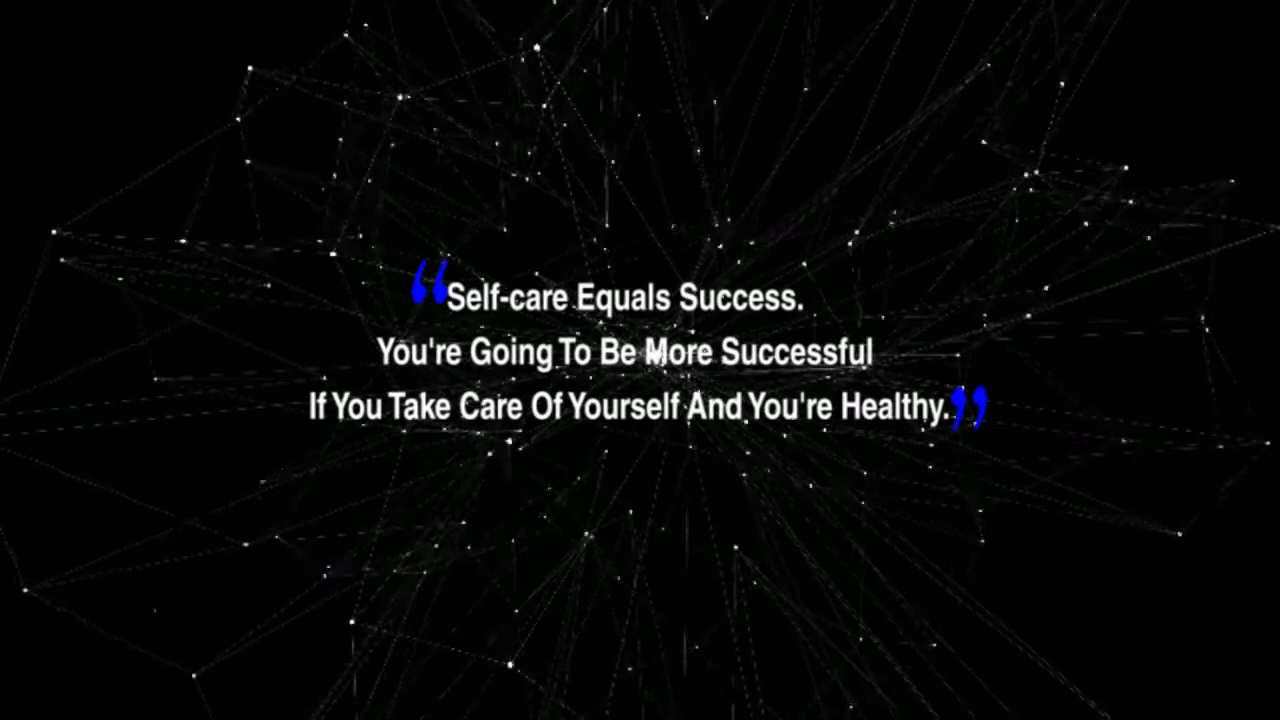 “Self-care Equals Success.
You're Going To Be More Successful
If You Take Care Of Yourself And You're Healthy.”